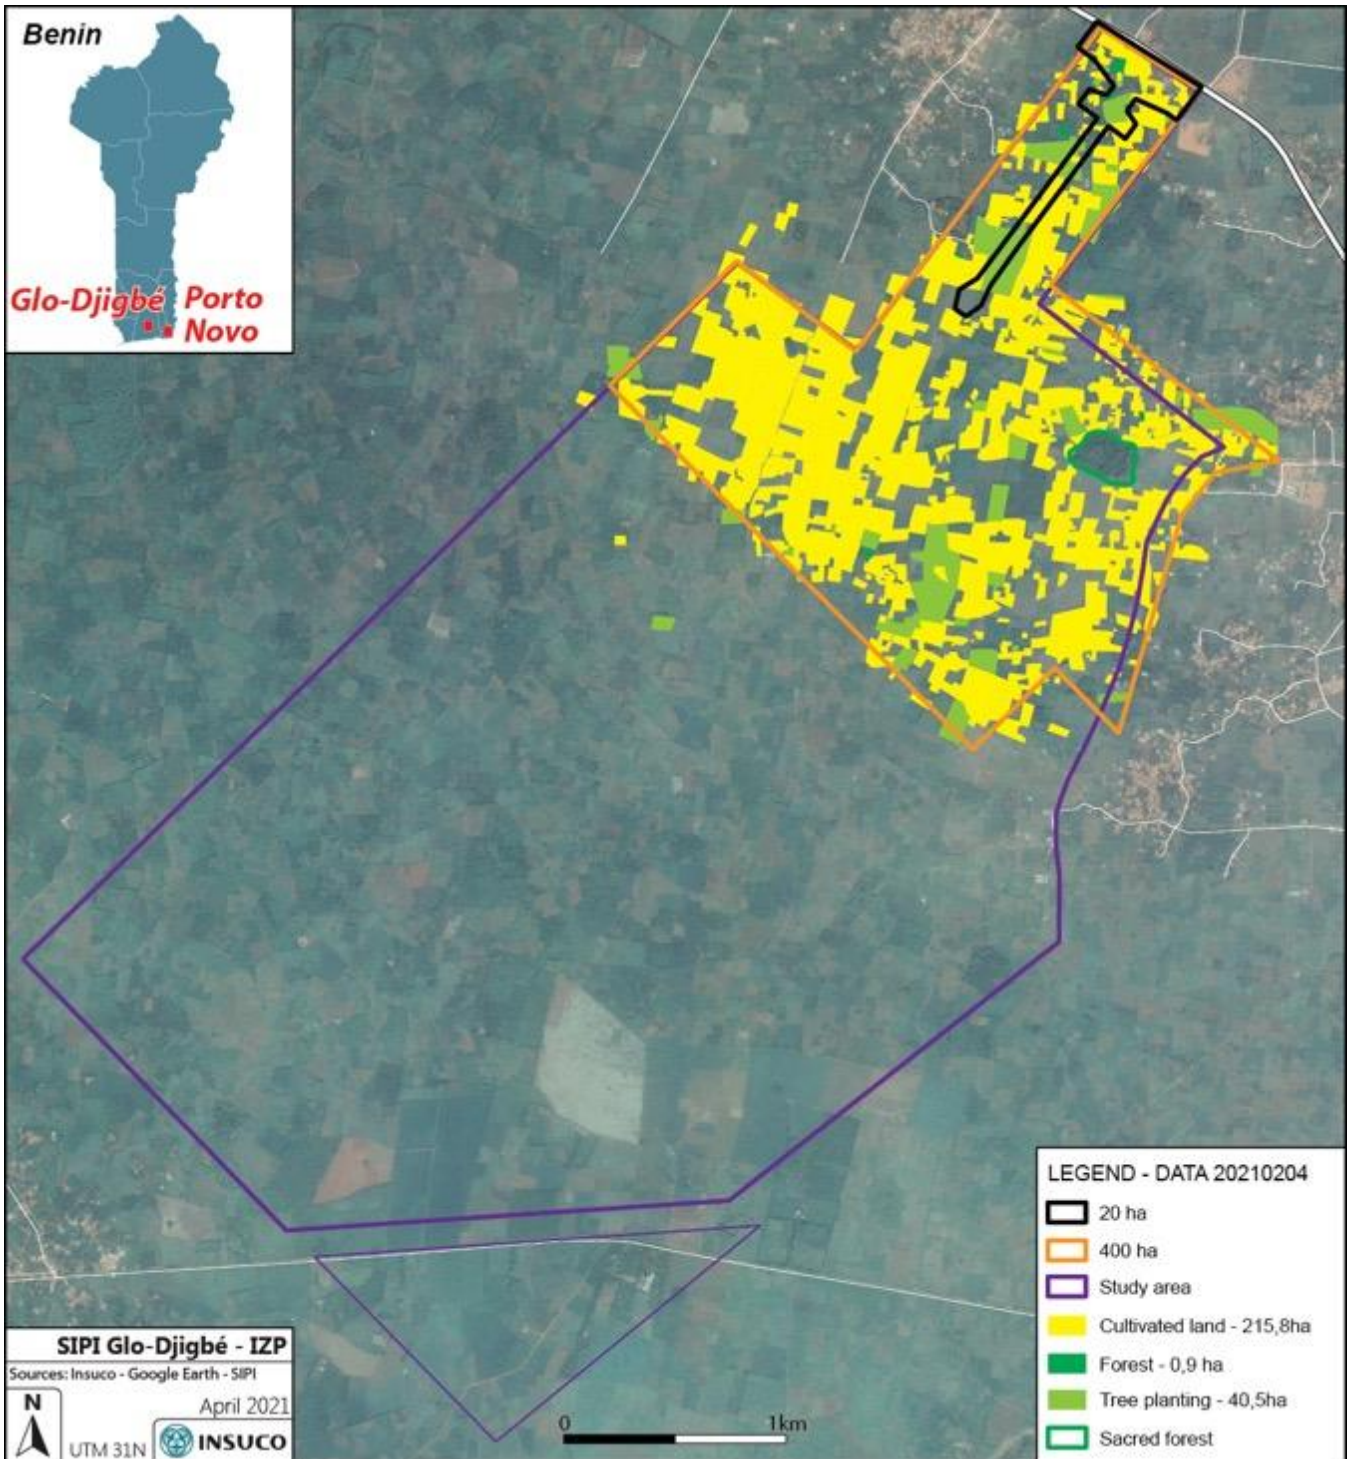 Benin
Glo-Djigbé
Porto
Novo
LEGEND - DATA 20210204
20 ha
400 ha
Study area
Cultivated land - 215,8ha
Forest - 0,9 ha
Tree planting - 40,5ha
Sacred forest
SIPI Glo-Djigbé - IZP
Sources: Insuco - Google Earth - SIPI
N
April 2021
UTM 31N
INSUCO
0
1km